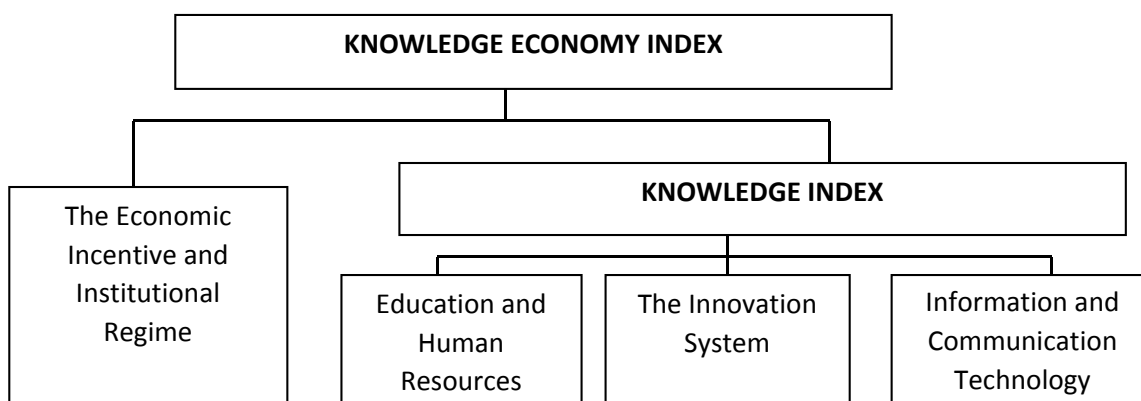 KNOWLEDGE ECONOMY INDEX
The Economic
Incentive and
Institutional
Regime
KNOWLEDGE INDEX
Education and
Human
Resources
The Innovation
System
Information and
Communication
Technology